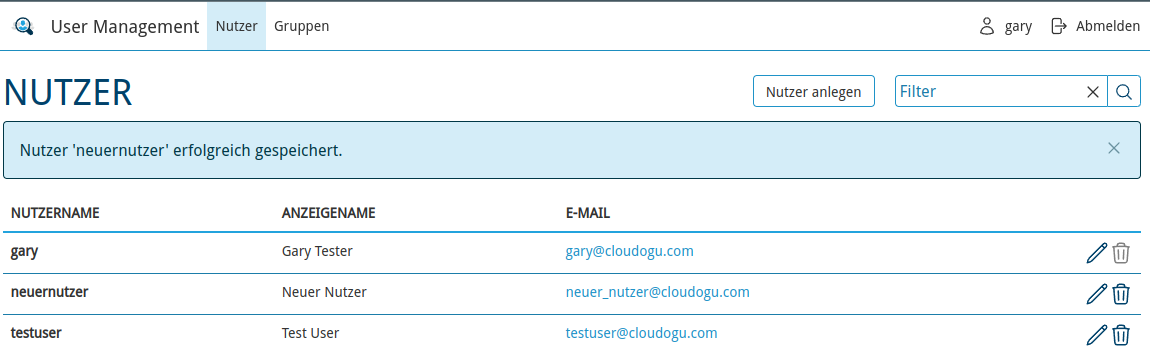 User Management Nutzer Gruppen gary Abmelden
NUTZER Nutzer anlegen Filter
Nutzer 'neuernutzer' erfolgreich gespeichert.
NUTZERNAME ANZEIGENAME E-MAIL
gary Gary Tester gary@cloudogu.com
neuernutzer Neuer Nutzer neuer_nutzer@cloudogu.com
testuser Test User testuser@cloudogu.com